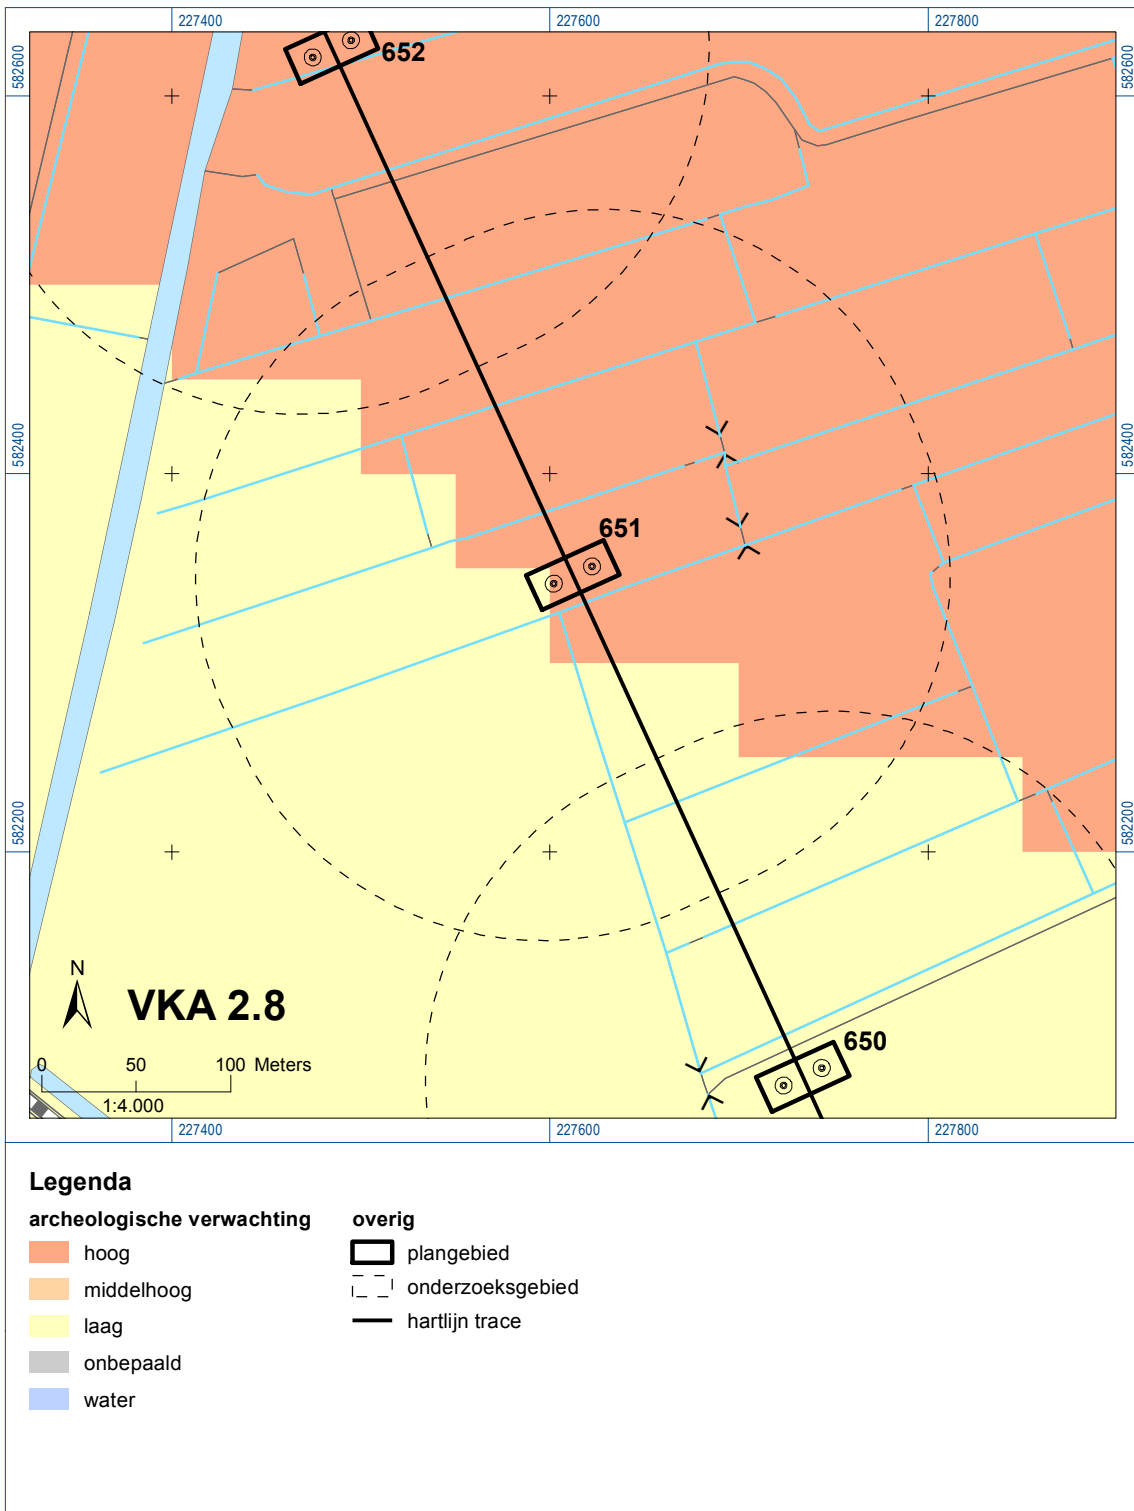 227400 227600 227800
582600 582600
652
582400 582400
651
582200 582200
N
VKA 2.8
0 50 100 Meters
1:4.000
650
227400 227600 227800
Legenda
archeologische verwachting overig
hoog plangebied
middelhoog onderzoeksgebied
laag hartlijn trace
onbepaald
water